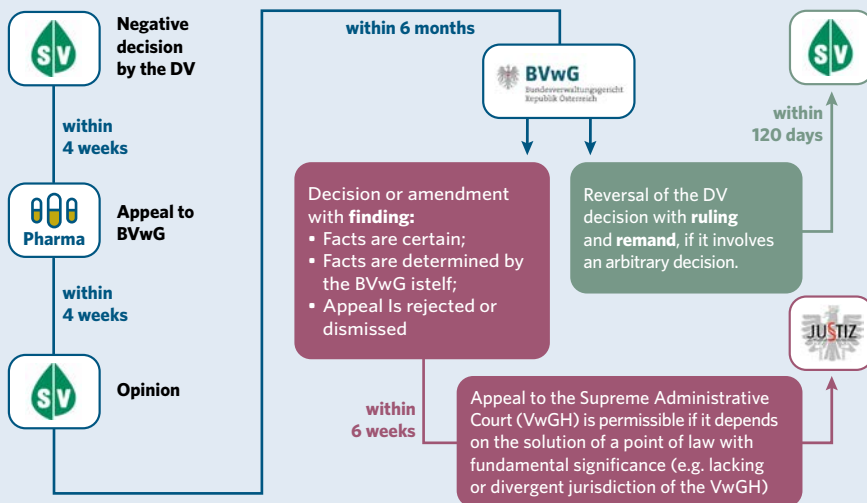 SV
Negative
decision
by the DV
within
4 weeks
Pharma
Appeal to
BVwG
within
4 weeks
SV
Opinion
within 6 months
BVwG
Bundesverwaltungsgericht
Republik Österreich
Decision or amendment
with finding:
▪ Facts are certain;
▪ Facts are determined by
the BVwG istelf;
▪ Appeal Is rejected or
dismissed
Reversal of the DV
decision with ruling
and remand, if it involves
an arbitrary decision.
within
120 days
SV
within
6 weeks
Appeal to the Supreme Administrative
Court (VwGH) is permissible if it depends
on the solution of a point of law with
fundamental significance (e.g. lacking
or divergent jurisdiction of the VwGH)
JU§TIZ